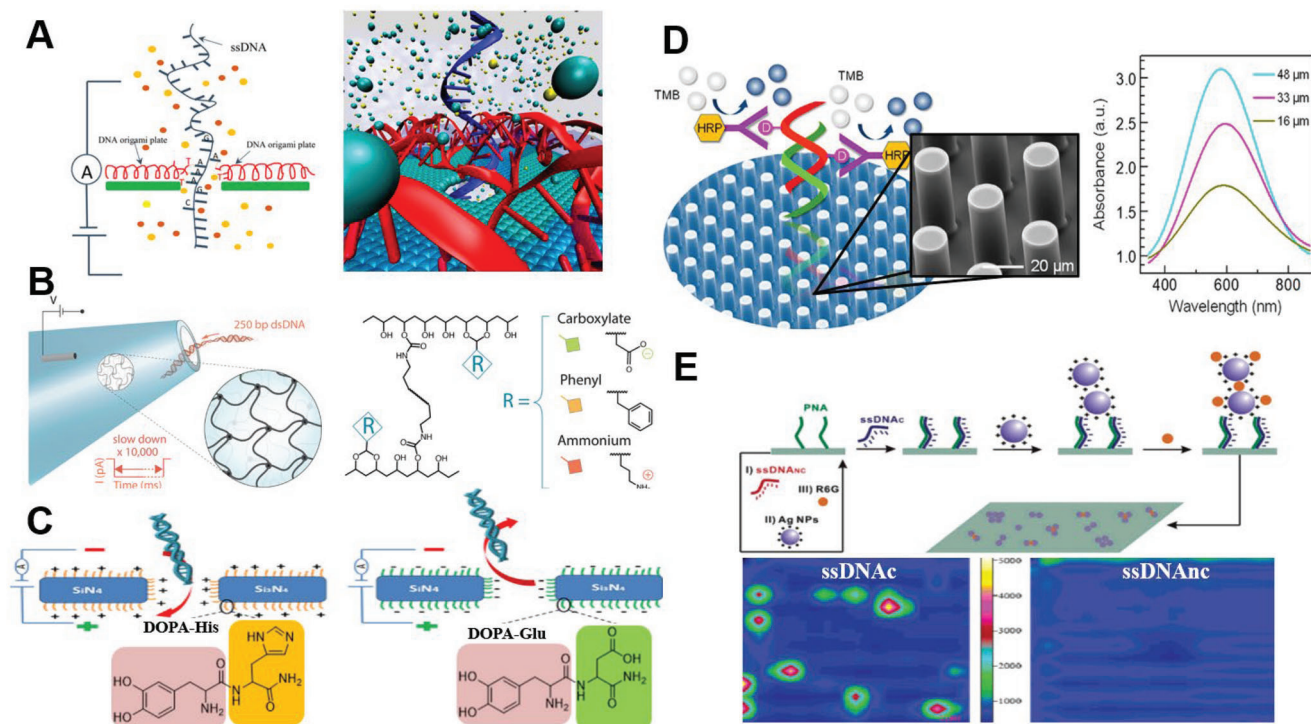 A
ssDNA
DNA origami plate
DNA origami plate
A
T
T
A
A
G
C
B
V
250 bp dsDNA
slow down
x 10,000
I (pA)
Time (ms)
OH OH OH OH
O O
O
HN
R
NH
O
R
O O
OH OH OH OH
R =
Carboxylate
O
O
⊖
Phenyl
Ammonium
⊕
C
A
SiN4
Si3N4
DOPA-His
HO
HO
O
NH2
NH
HN
N
O
NH2
A
SiN4
Si3N4
DOPA-Glu
HO
HO
O
NH2
NH
O
OH
O
NH2
D
TMB
TMB
HRP
D
D
HRP
20 µm
Absorbance (a.u.)
3.0
2.5
2.0
1.5
1.0
400 600 800
Wavelength (nm)
48 µm
33 µm
16 µm
E
PNA
ssDNAC
I) ssDNANC
III) R6G
II) Ag NPs
ssDNAc
5000
4000
3000
2000
1000
ssDNAnc